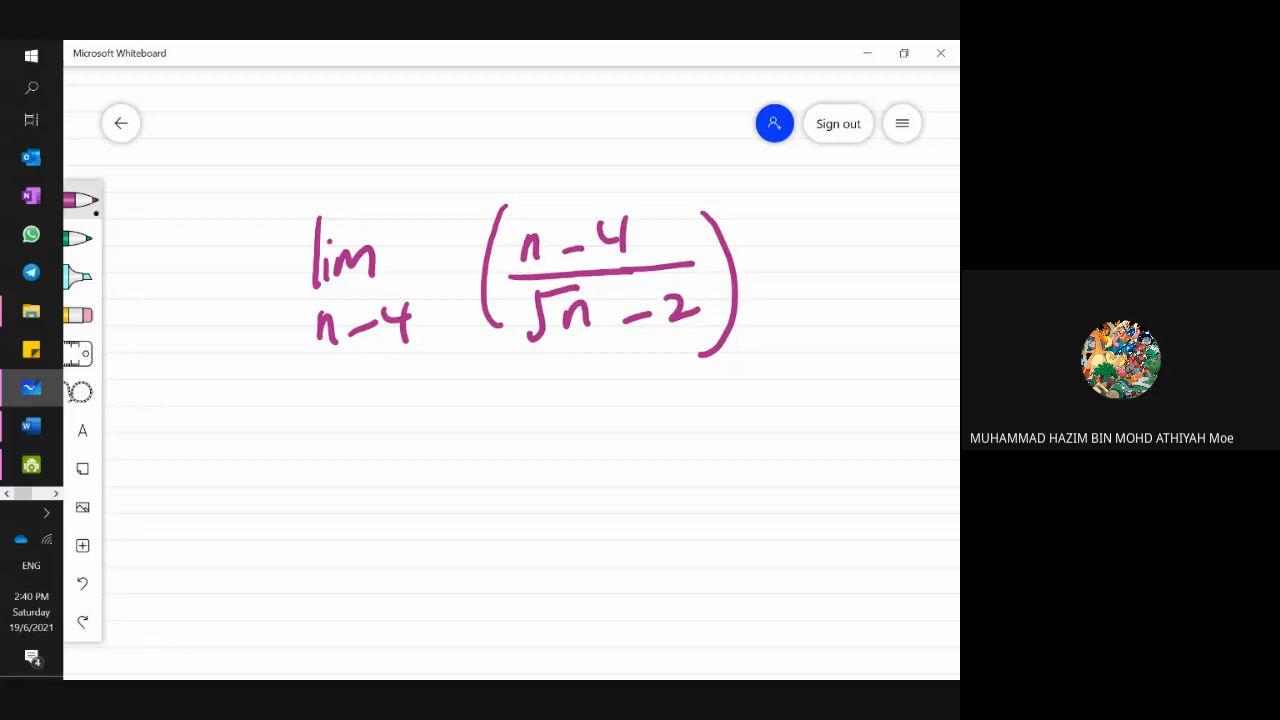 Microsoft Whiteboard
Sign out
lim n - 4
n - 4 √n - 2
A
ENG
2:40 PM
Saturday
19/6/2021
4
MUHAMMAD HAZIM BIN MOHD ATHIYAH Moe